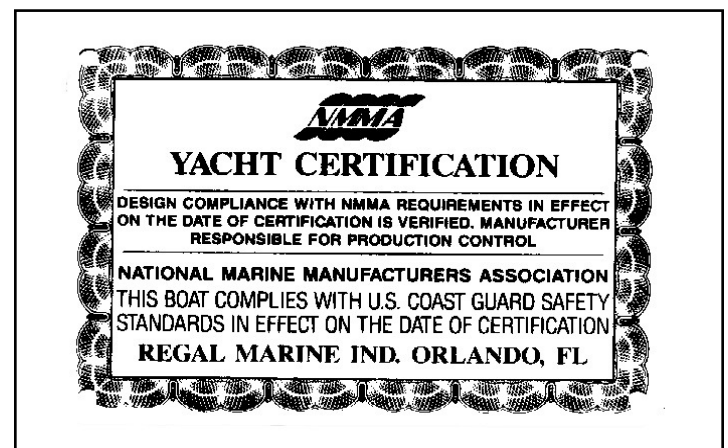 NMMA
YACHT CERTIFICATION
DESIGN COMPLIANCE WITH NMMA REQUIREMENTS IN EFFECT
ON THE DATE OF CERTIFICATION IS VERIFIED. MANUFACTURER
RESPONSIBLE FOR PRODUCTION CONTROL
NATIONAL MARINE MANUFACTURERS ASSOCIATION
THIS BOAT COMPLIES WITH U.S. COAST GUARD SAFETY
STANDARDS IN EFFECT ON THE DATE OF CERTIFICATION
REGAL MARINE IND. ORLANDO, FL